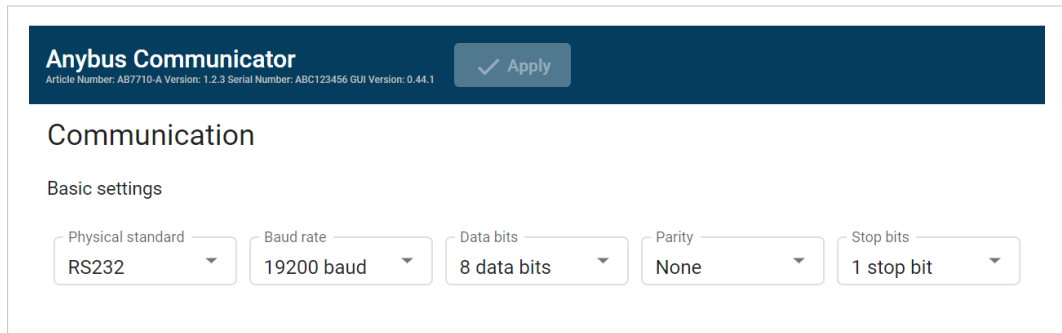 Anybus Communicator
Article Number: AB7710-A Version: 1.2.3 Serial Number: ABC123456 GUI Version: 0.44.1
Apply
Communication
Basic settings
Physical standard Baud rate Data bits Parity Stop bits
RS232 19200 baud 8 data bits None 1 stop bit